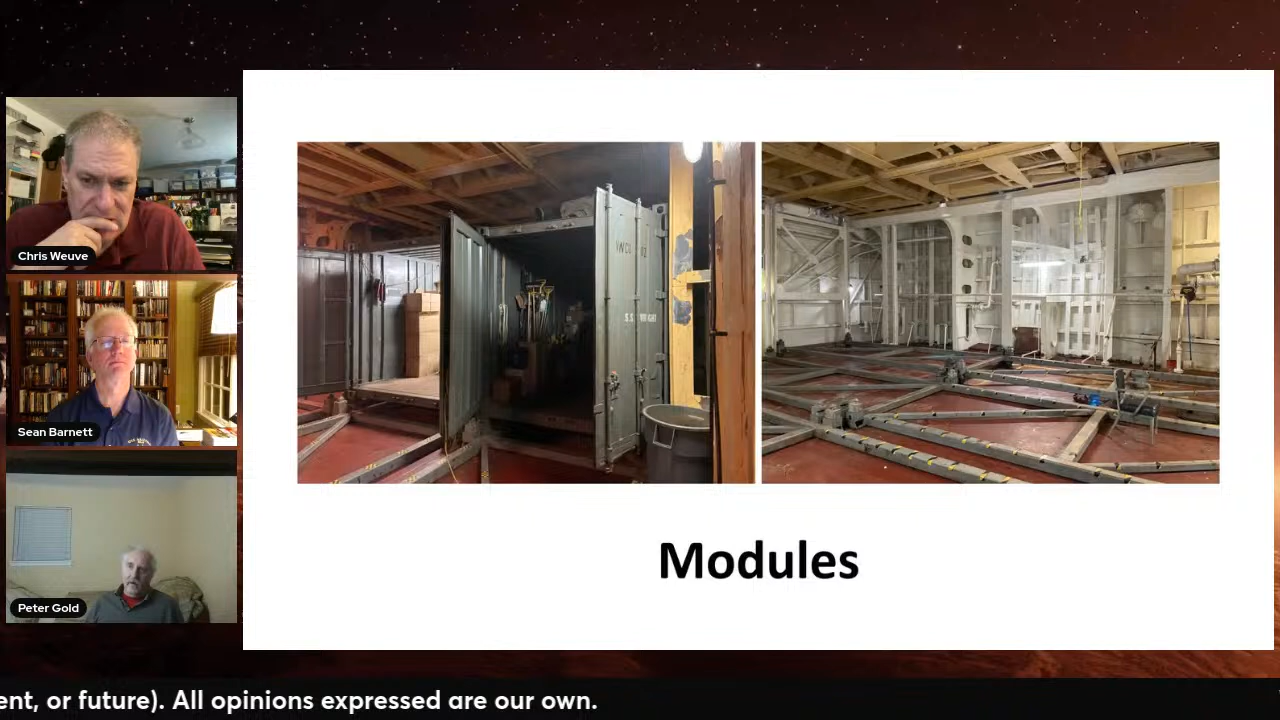 Chris Weuve
Sean Barnett
Peter Gold
Modules
ent, or future). All opinions expressed are our own.